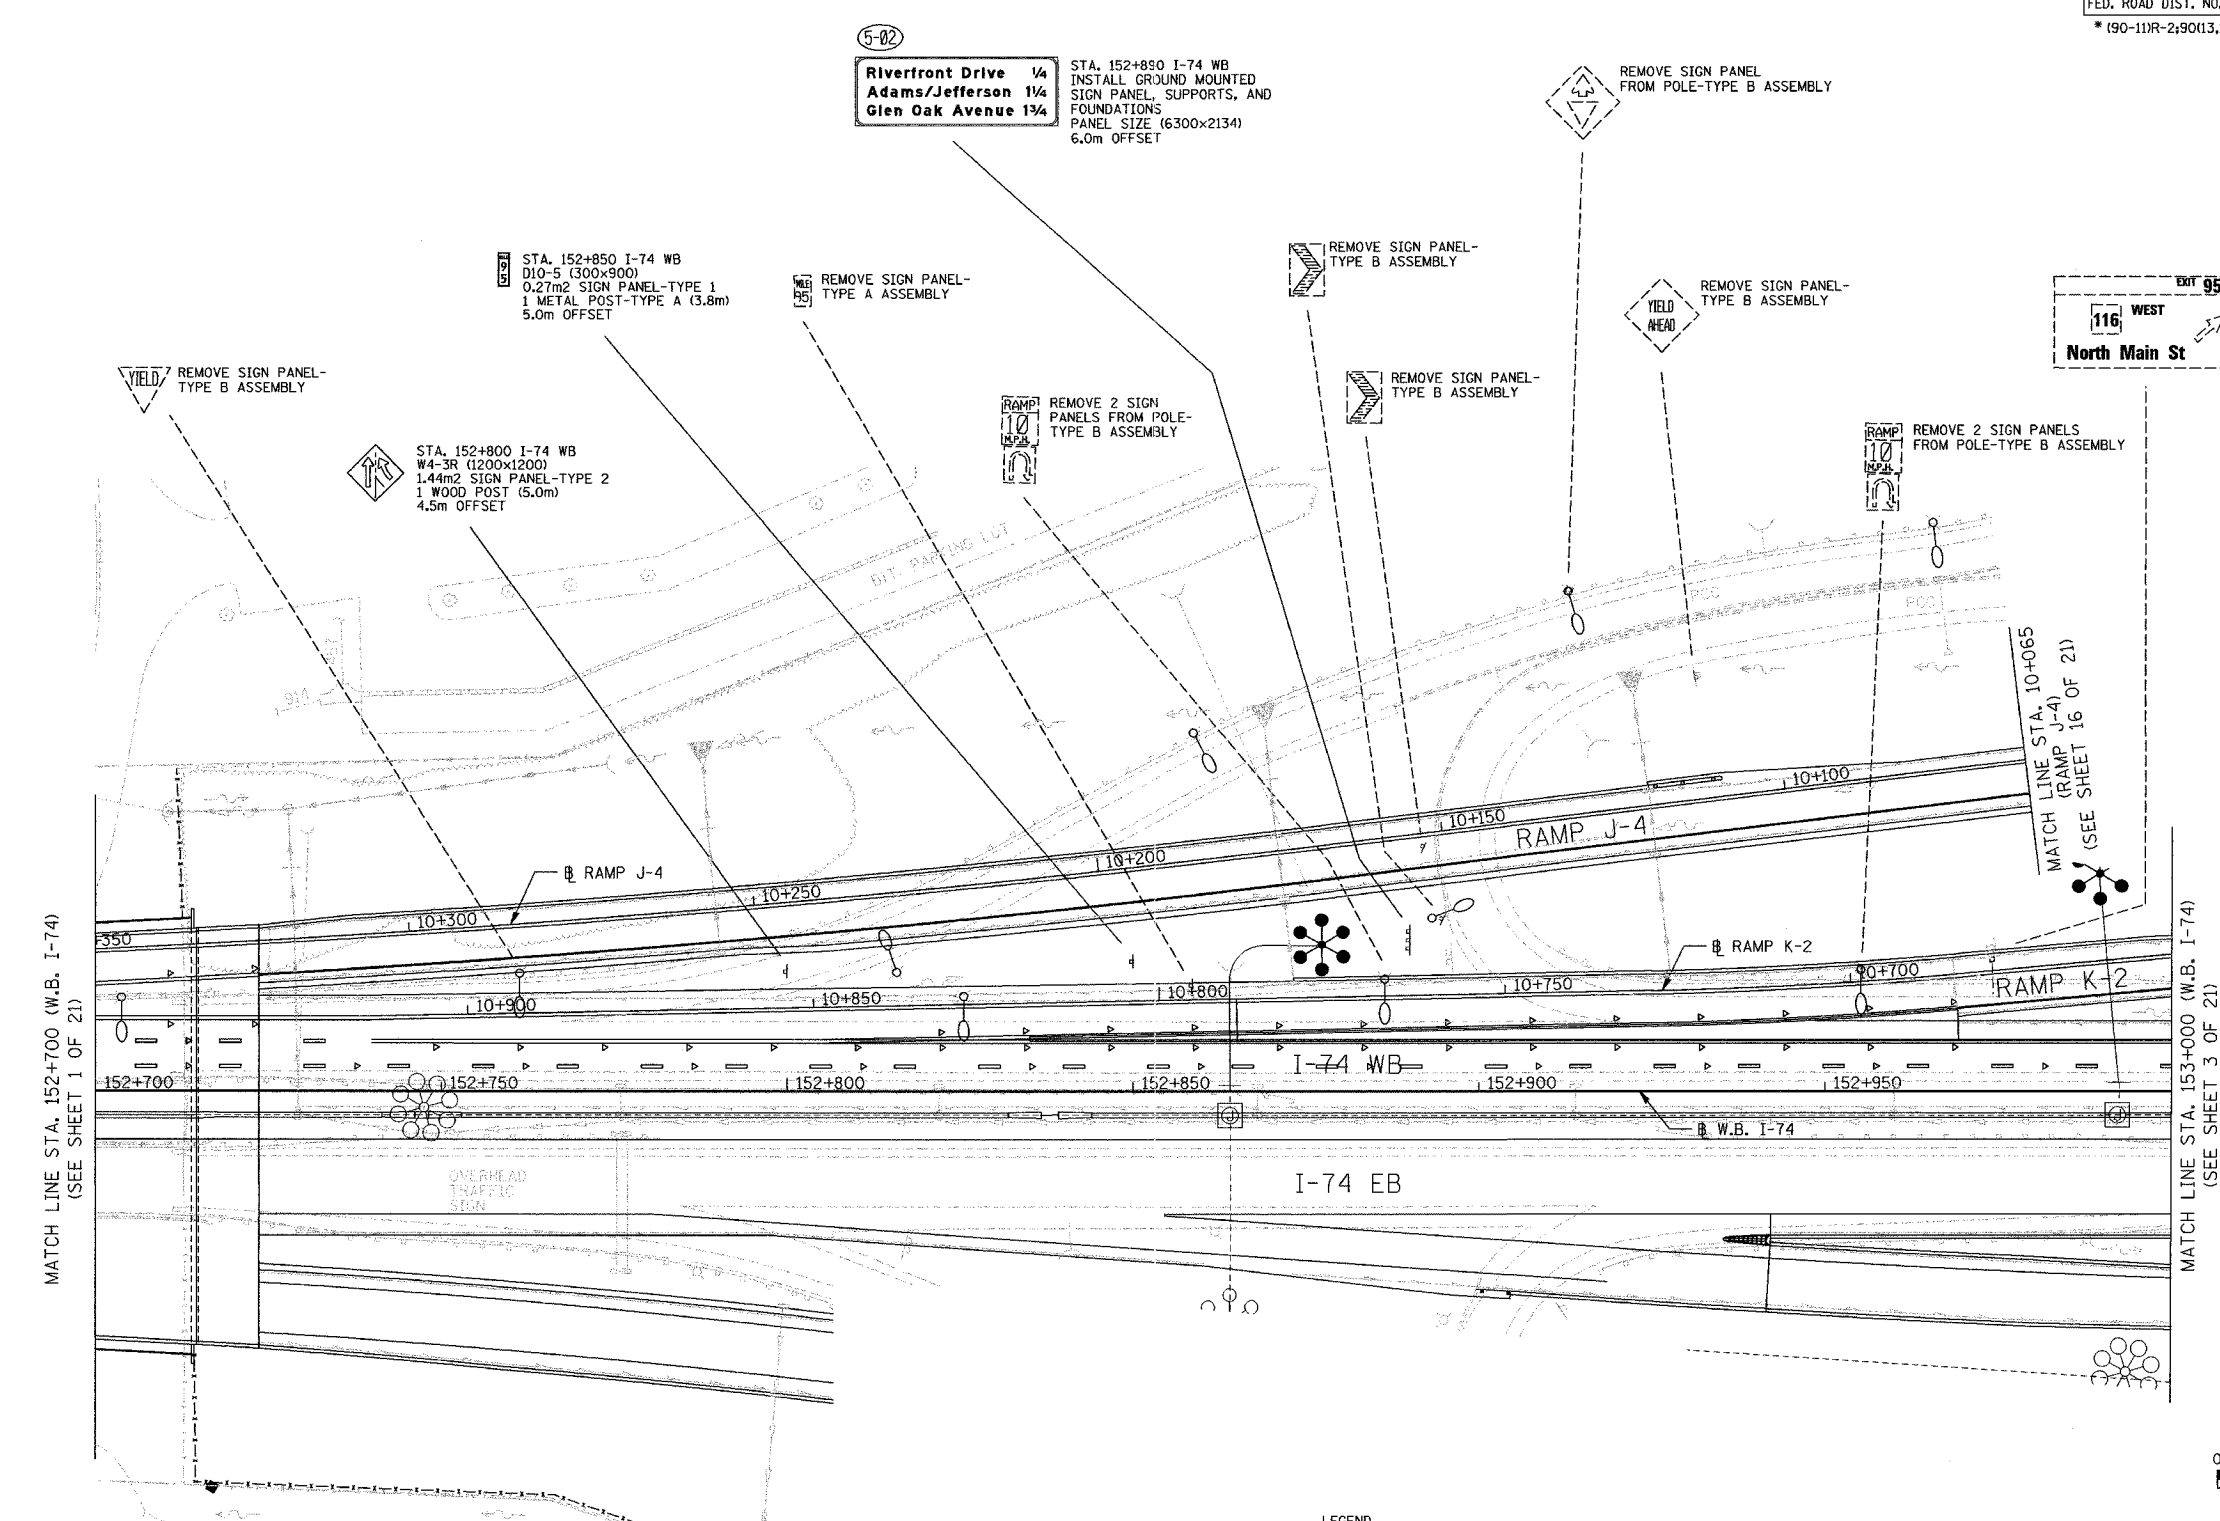 FED. ROAD DIST. NO.
* (90-11)R-2;90(13,
5-02
Riverfront Drive 1/4
Adams/Jefferson 1 1/4
Glen Oak Avenue 1 3/4
STA. 152+890 I-74 WB
INSTALL GROUND MOUNTED
SIGN PANEL, SUPPORTS, AND
FOUNDATIONS
PANEL SIZE (6300x2134)
6.0m OFFSET
REMOVE SIGN PANEL
FROM POLE-TYPE B ASSEMBLY
MILE
95
STA. 152+850 I-74 WB
D10-5 (300x900)
0.27m2 SIGN PANEL-TYPE 1
1 METAL POST-TYPE A (3.8m)
5.0m OFFSET
MILE
95
REMOVE SIGN PANEL-
TYPE A ASSEMBLY
REMOVE SIGN PANEL-
TYPE B ASSEMBLY
YIELD
AHEAD
REMOVE SIGN PANEL-
TYPE B ASSEMBLY
EXIT 95
116 WEST
North Main St
YIELD
REMOVE SIGN PANEL-
TYPE B ASSEMBLY
STA. 152+800 I-74 WB
W4-3R (1200x1200)
1.44m2 SIGN PANEL-TYPE 2
1 WOOD POST (5.0m)
4.5m OFFSET
RAMP
10
M.P.H.
REMOVE 2 SIGN
PANELS FROM POLE-
TYPE B ASSEMBLY
REMOVE SIGN PANEL-
TYPE B ASSEMBLY
RAMP
10
M.P.H.
REMOVE 2 SIGN PANELS
FROM POLE-TYPE B ASSEMBLY
BIT. PARKING LOT
PCC
PCC
916
MATCH LINE STA. 10+065
(RAMP J-4)
(SEE SHEET 16 OF 21)
10+100
10+150
RAMP J-4
10+200
10+250
10+300
+350
℄ RAMP J-4
℄ RAMP K-2
10+900
10+850
10+800
10+750
10+700
RAMP K-2
I-74 WB
152+700
152+750
152+800
152+850
152+900
152+950
℄ W.B. I-74
I-74 EB
OVERHEAD
TRAFFIC
SIGN
MATCH LINE STA. 152+700 (W.B. I-74)
(SEE SHEET 1 OF 21)
MATCH LINE STA. 153+000 (W.B. I-74)
(SEE SHEET 3 OF 21)
0
LEGEND